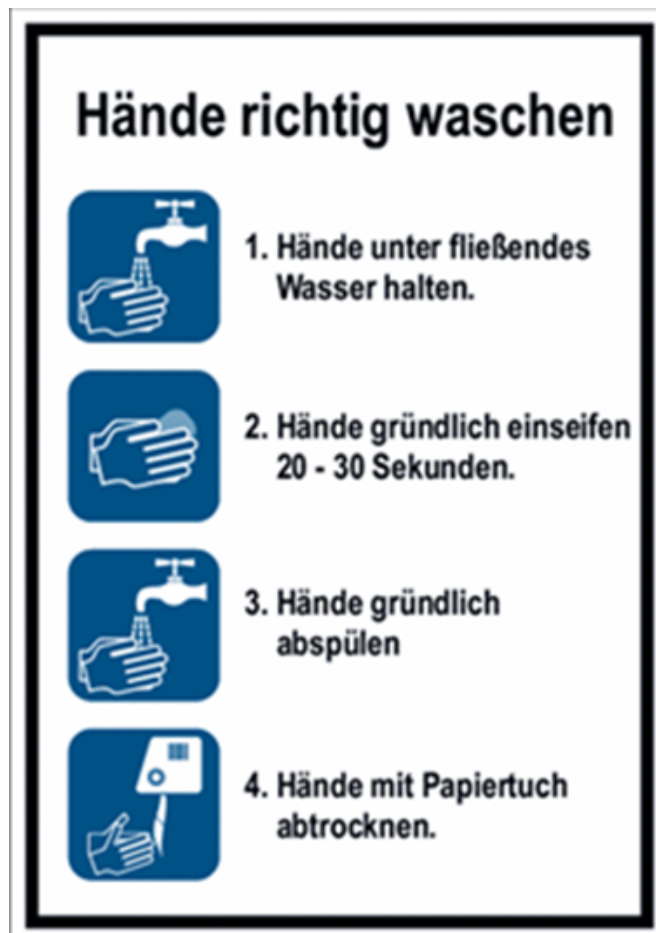 Hände richtig waschen
1. Hände unter fließendes
Wasser halten.
2. Hände gründlich einseifen
20 - 30 Sekunden.
3. Hände gründlich
abspülen
4. Hände mit Papiertuch
abtrocknen.